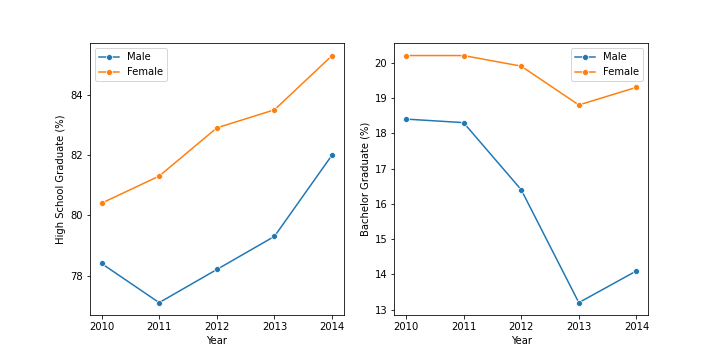 Male
Female
High School Graduate (%)
84
82
80
78
2010 2011 2012 2013 2014
Year
Male
Female
Bachelor Graduate (%)
20
19
18
17
16
15
14
13
2010 2011 2012 2013 2014
Year